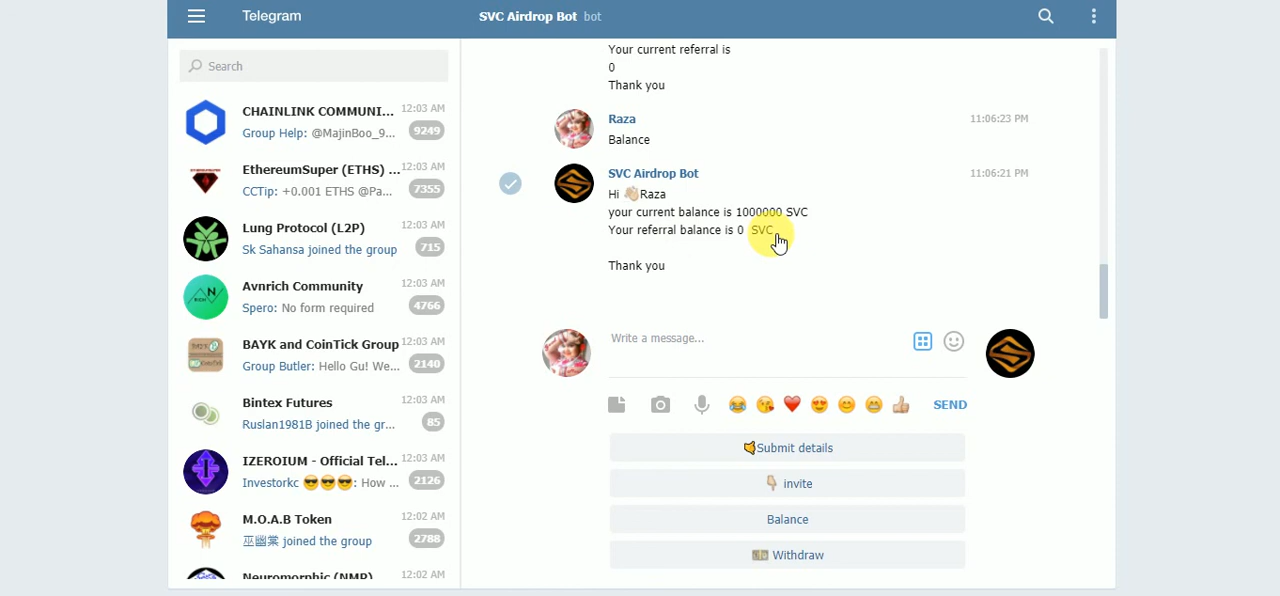 Telegram
SVC Airdrop Bot bot
Search
CHAINLINK COMMUNI... 12:03 AM
Group Help: @MajinBoo_9... 9249
EthereumSuper (ETHS) ... 12:03 AM
CCTip: +0.001 ETHS @Pa... 7355
Lung Protocol (L2P) 12:03 AM
Sk Sahansa joined the group 715
Avnrich Community 12:03 AM
Spero: No form required 4766
BAYK and CoinTick Group 12:03 AM
Group Butler: Hello Gu! We... 2140
Bintex Futures 12:03 AM
Ruslan1981B joined the gr... 85
IZEROIUM - Official Tel... 12:03 AM
Investorkc 😎😎😎: How ... 2126
M.O.A.B Token 12:02 AM
巫幽棠 joined the group 2788
Neuromorphic (NMP) 12:02 AM
Your current referral is
0
Thank you
Raza 11:06:23 PM
Balance
SVC Airdrop Bot 11:06:21 PM
Hi 👋🏻Raza
your current balance is 1000000 SVC
Your referral balance is 0 SVC
Thank you
Write a message...
SEND
Submit details
invite
Balance
Withdraw